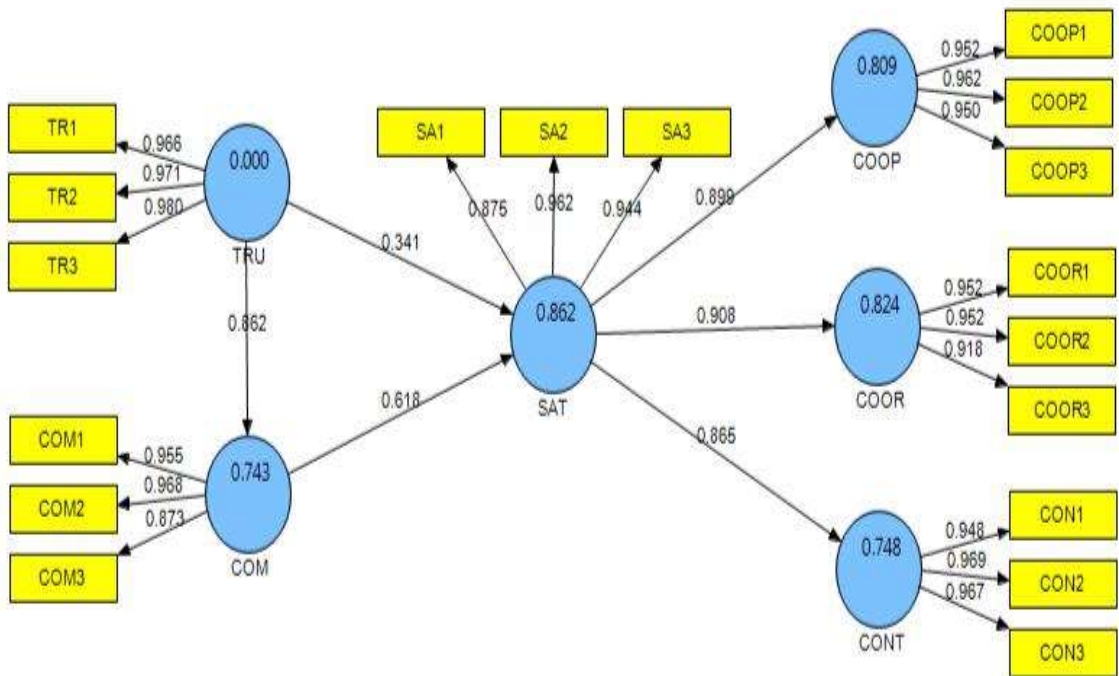 TR1
TR2
TR3
0.966
0.971
0.980
0.000
TRU
0.862
0.341
COM1
COM2
COM3
0.955
0.968
0.873
0.743
COM
0.618
SA1
SA2
SA3
0.875
0.962
0.944
0.862
SAT
0.899
0.908
0.865
0.809
COOP
0.952
0.962
0.950
COOP1
COOP2
COOP3
0.824
COOR
0.952
0.952
0.918
COOR1
COOR2
COOR3
0.748
CONT
0.948
0.969
0.967
CON1
CON2
CON3